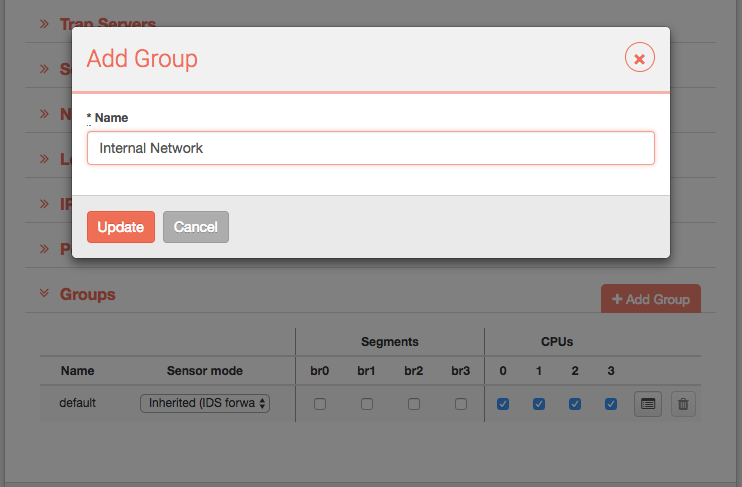 Trap Servers
Add Group
* Name
Internal Network
Update Cancel
Groups
+ Add Group
Segments CPUs
Name Sensor mode br0 br1 br2 br3 0 1 2 3
default Inherited (IDS forwa